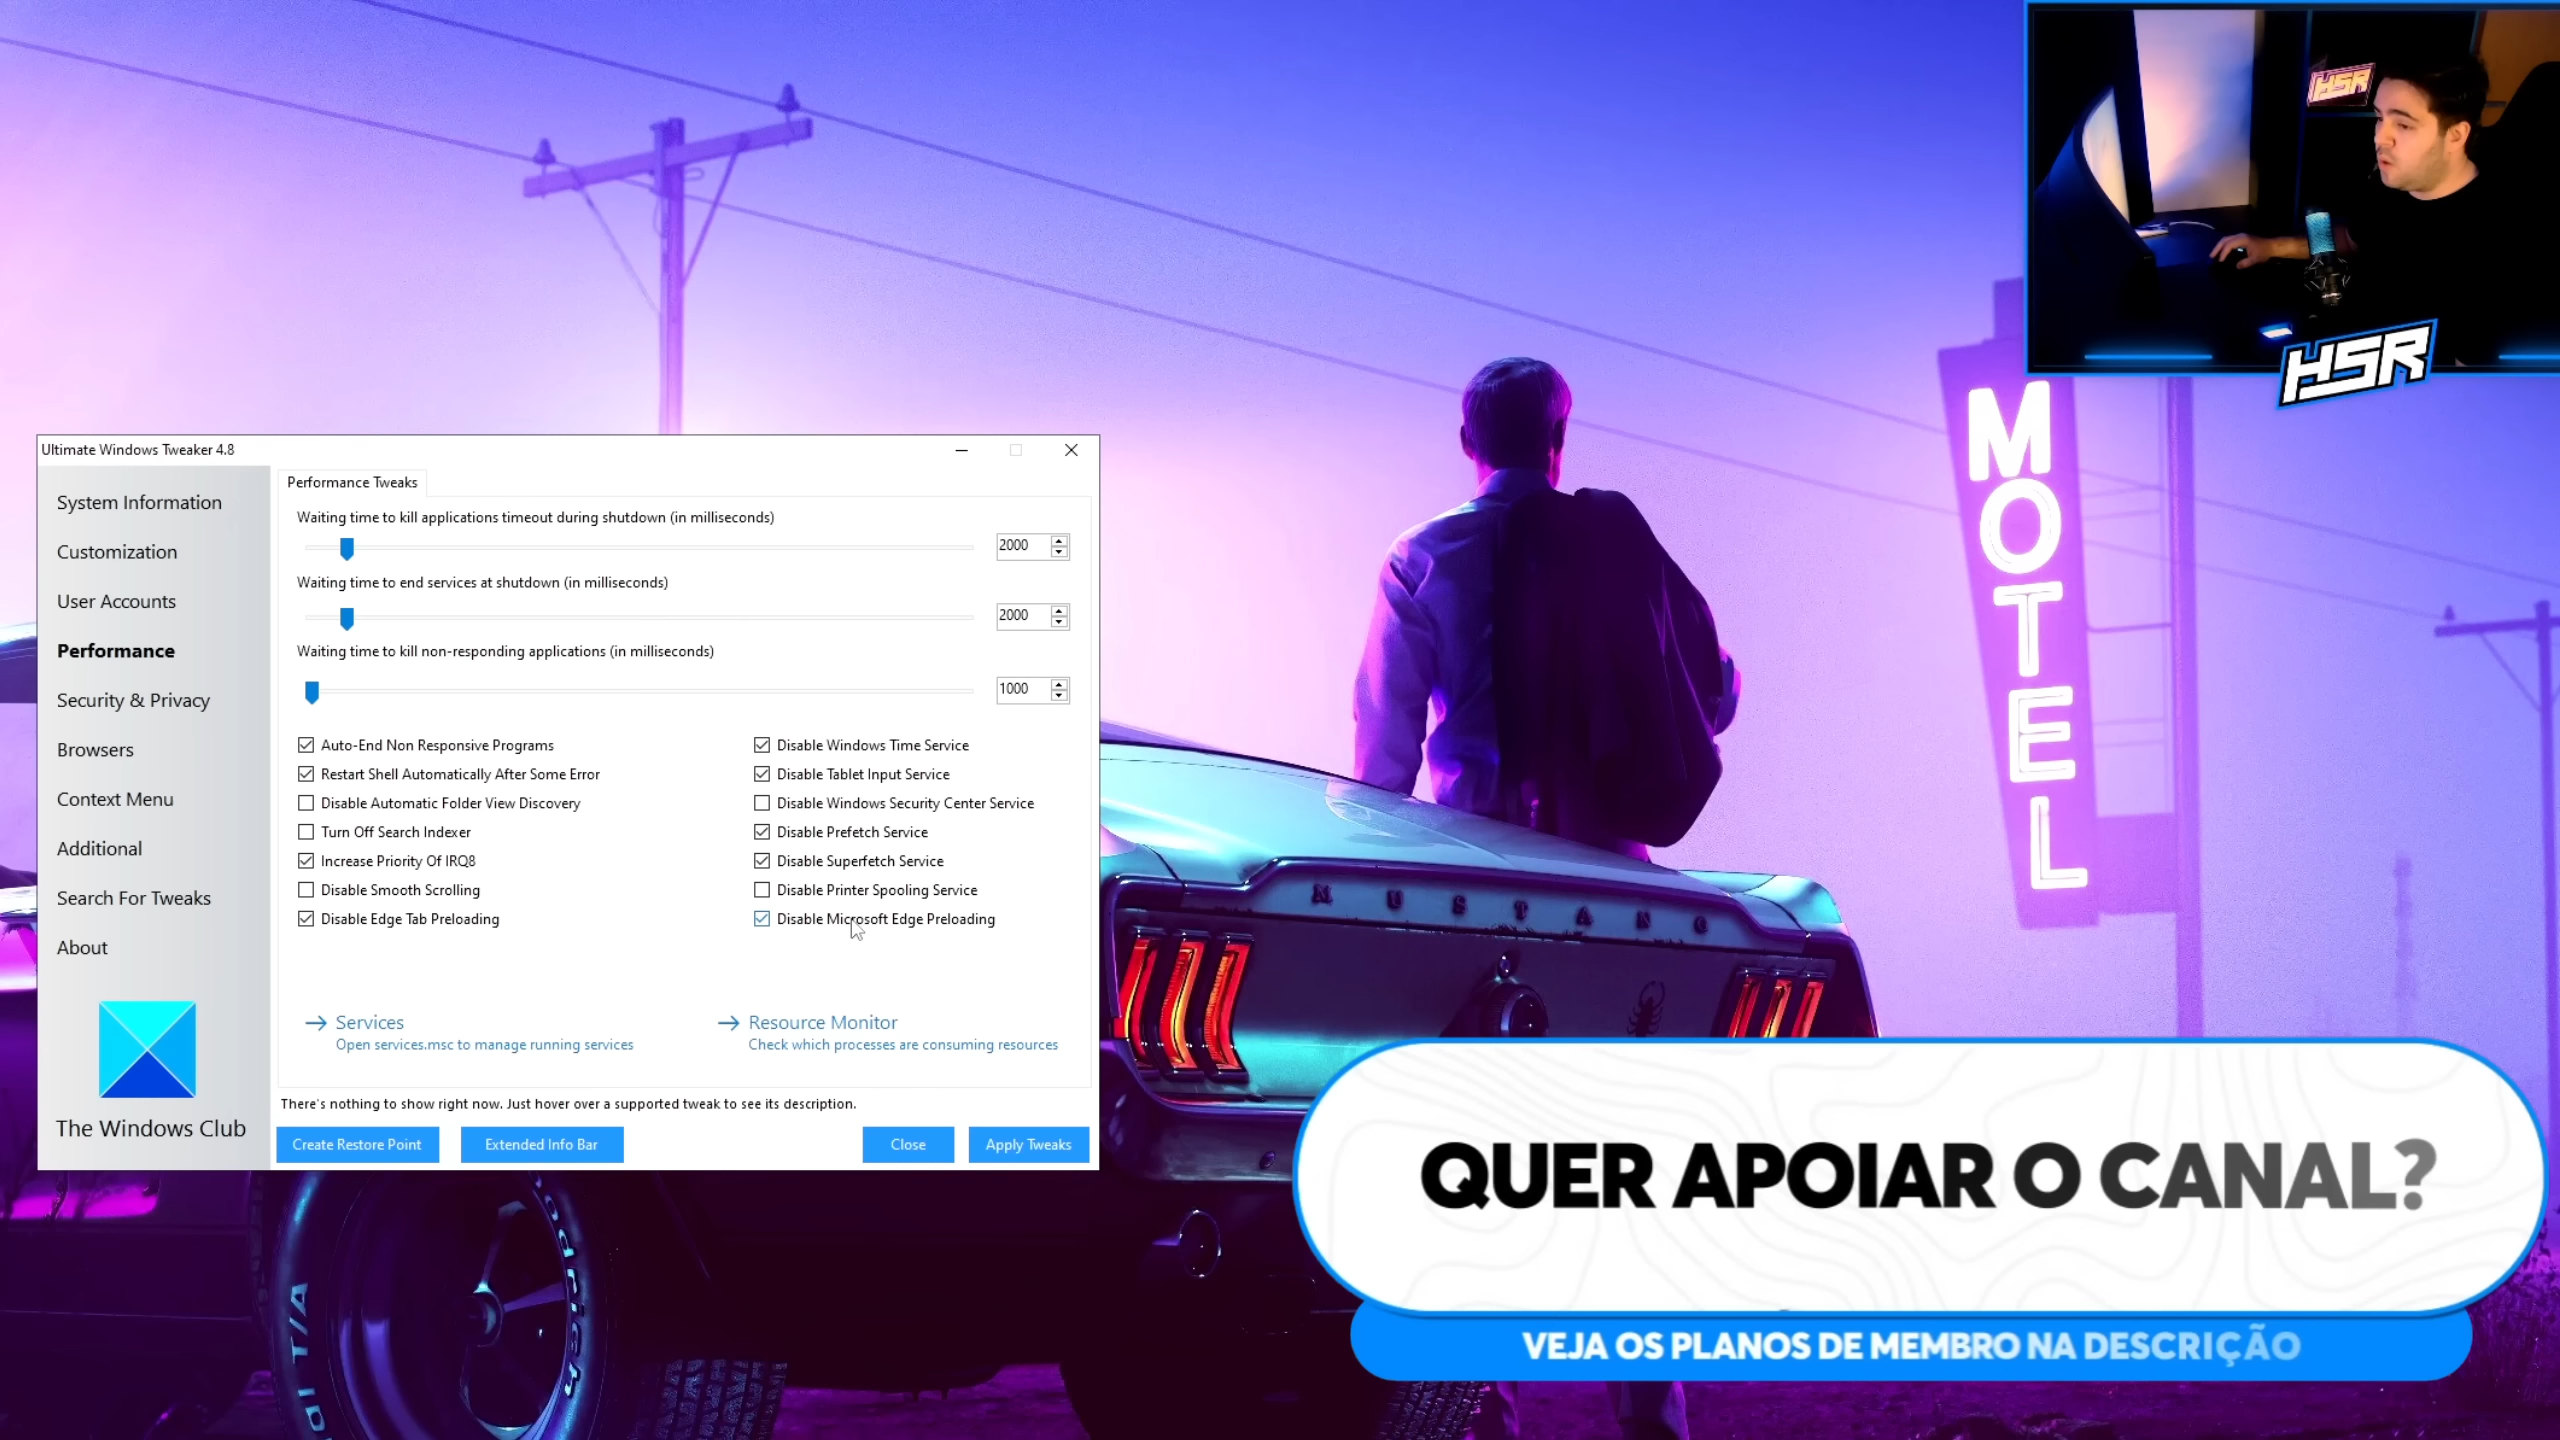 HSR
HSR
MOTEL
Ultimate Windows Tweaker 4.8
System Information
Customization
User Accounts
Performance
Security & Privacy
Browsers
Context Menu
Additional
Search For Tweaks
About
The Windows Club
Performance Tweaks
Waiting time to kill applications timeout during shutdown (in milliseconds)
2000
Waiting time to end services at shutdown (in milliseconds)
2000
Waiting time to kill non-responding applications (in milliseconds)
1000
Auto-End Non Responsive Programs
Restart Shell Automatically After Some Error
Disable Automatic Folder View Discovery
Turn Off Search Indexer
Increase Priority Of IRQ8
Disable Smooth Scrolling
Disable Edge Tab Preloading
Disable Windows Time Service
Disable Tablet Input Service
Disable Windows Security Center Service
Disable Prefetch Service
Disable Superfetch Service
Disable Printer Spooling Service
Disable Microsoft Edge Preloading
Services
Open services.msc to manage running services
Resource Monitor
Check which processes are consuming resources
There's nothing to show right now. Just hover over a supported tweak to see its description.
Create Restore Point
Extended Info Bar
Close
Apply Tweaks
MUSTANG
QUER APOIAR O CANAL?
VEJA OS PLANOS DE MEMBRO NA DESCRIÇÃO